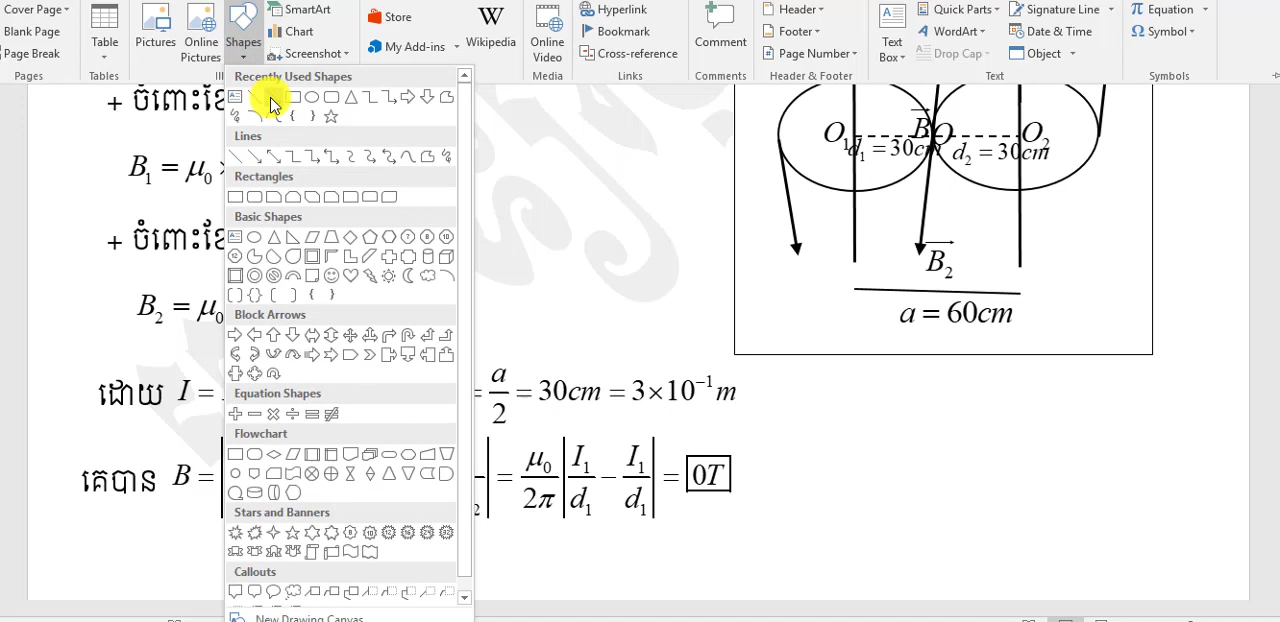 Cover Page
Blank Page
Page Break
Pages
Table
Tables
Pictures
Online Pictures
Shapes
SmartArt
Chart
Screenshot
Store
My Add-ins
W
Wikipedia
Online Video
Media
Hyperlink
Bookmark
Cross-reference
Links
Comment
Comments
Header
Footer
Page Number
Header & Footer
Text Box
Quick Parts
WordArt
Drop Cap
Signature Line
Date & Time
Object
Text
Equation
Symbol
Symbols
Recently Used Shapes
Lines
Rectangles
Basic Shapes
Block Arrows
Equation Shapes
Flowchart
Stars and Banners
Callouts
New Drawing Canvas
+ ចំពោះខ្សែ
B₁ = μ₀
+ ចំពោះខ្សែ
B₂ = μ₀
ដោយ I =
= a/2 = 30cm = 3×10⁻¹m
គេបាន B =
= μ₀/2π |I₁/d₁ − I₁/d₁| = 0T
O₁ B O O₂
d₁ = 30cm d₂ = 30cm
B₂
a = 60cm